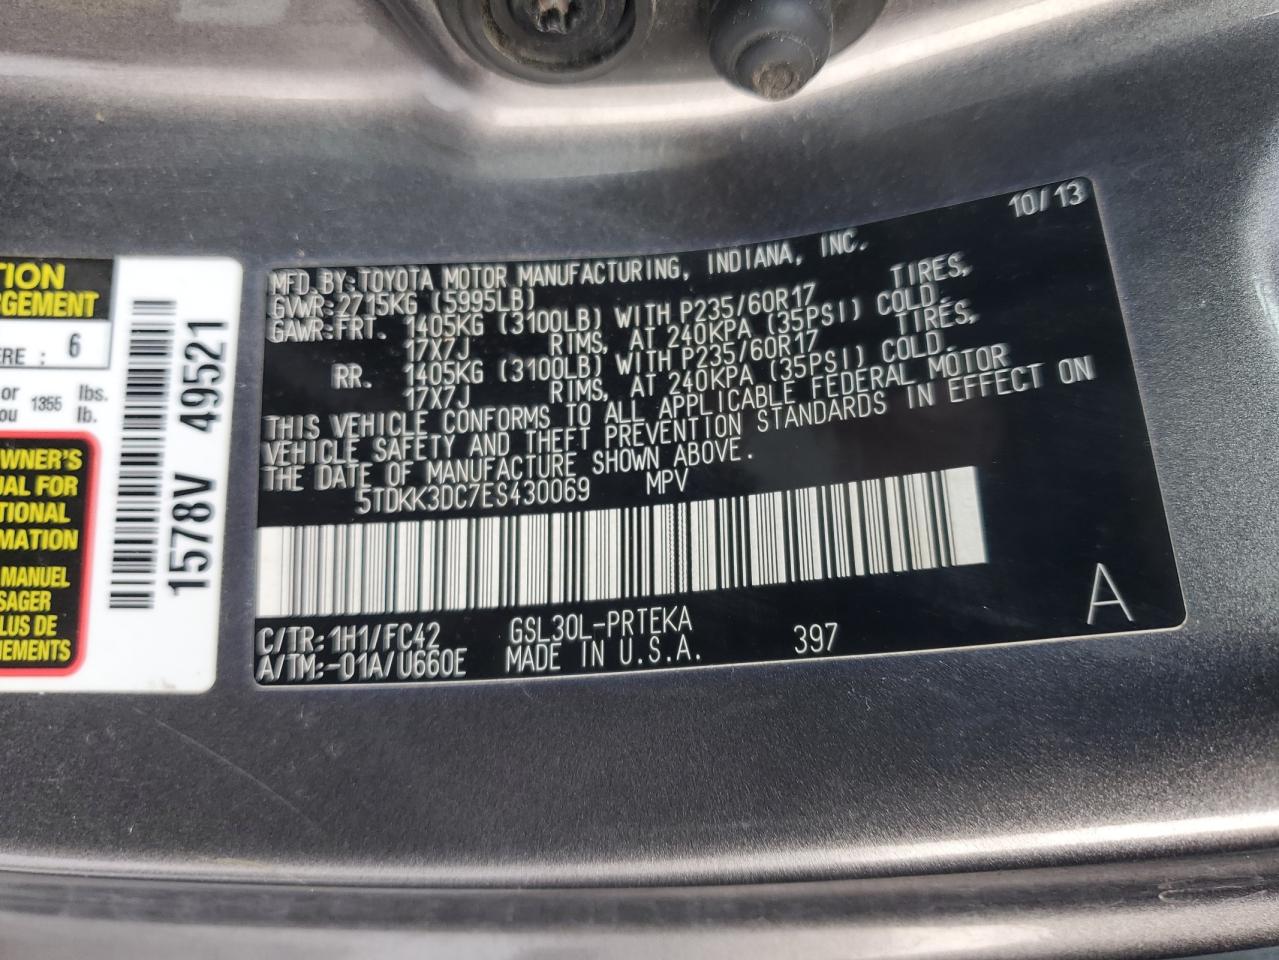 10/13
MFD.BY:TOYOTA MOTOR MANUFACTURING, INDIANA, INC.
GVWR:2715KG (5995LB)
GAWR:FRT. 1405KG (3100LB) WITH P235/60R17 TIRES,
17X7J RIMS, AT 240KPA (35PSI) COLD.
RR. 1405KG (3100LB) WITH P235/60R17 TIRES,
17X7J RIMS, AT 240KPA (35PSI) COLD.
THIS VEHICLE CONFORMS TO ALL APPLICABLE FEDERAL MOTOR
VEHICLE SAFETY AND THEFT PREVENTION STANDARDS IN EFFECT ON
THE DATE OF MANUFACTURE SHOWN ABOVE.
5TDKK3DC7ES430069 MPV
C/TR:1H1/FC42 GSL30L-PRTEKA
A/TM:-01A/U660E MADE IN U.S.A. 397 A
TION
RGEMENT
ERE : 6
or 1355 lbs.
ou lb.
WNER'S
UAL FOR
TIONAL
MATION
MANUEL
SAGER
LUS DE
NEMENTS
1578V 49521